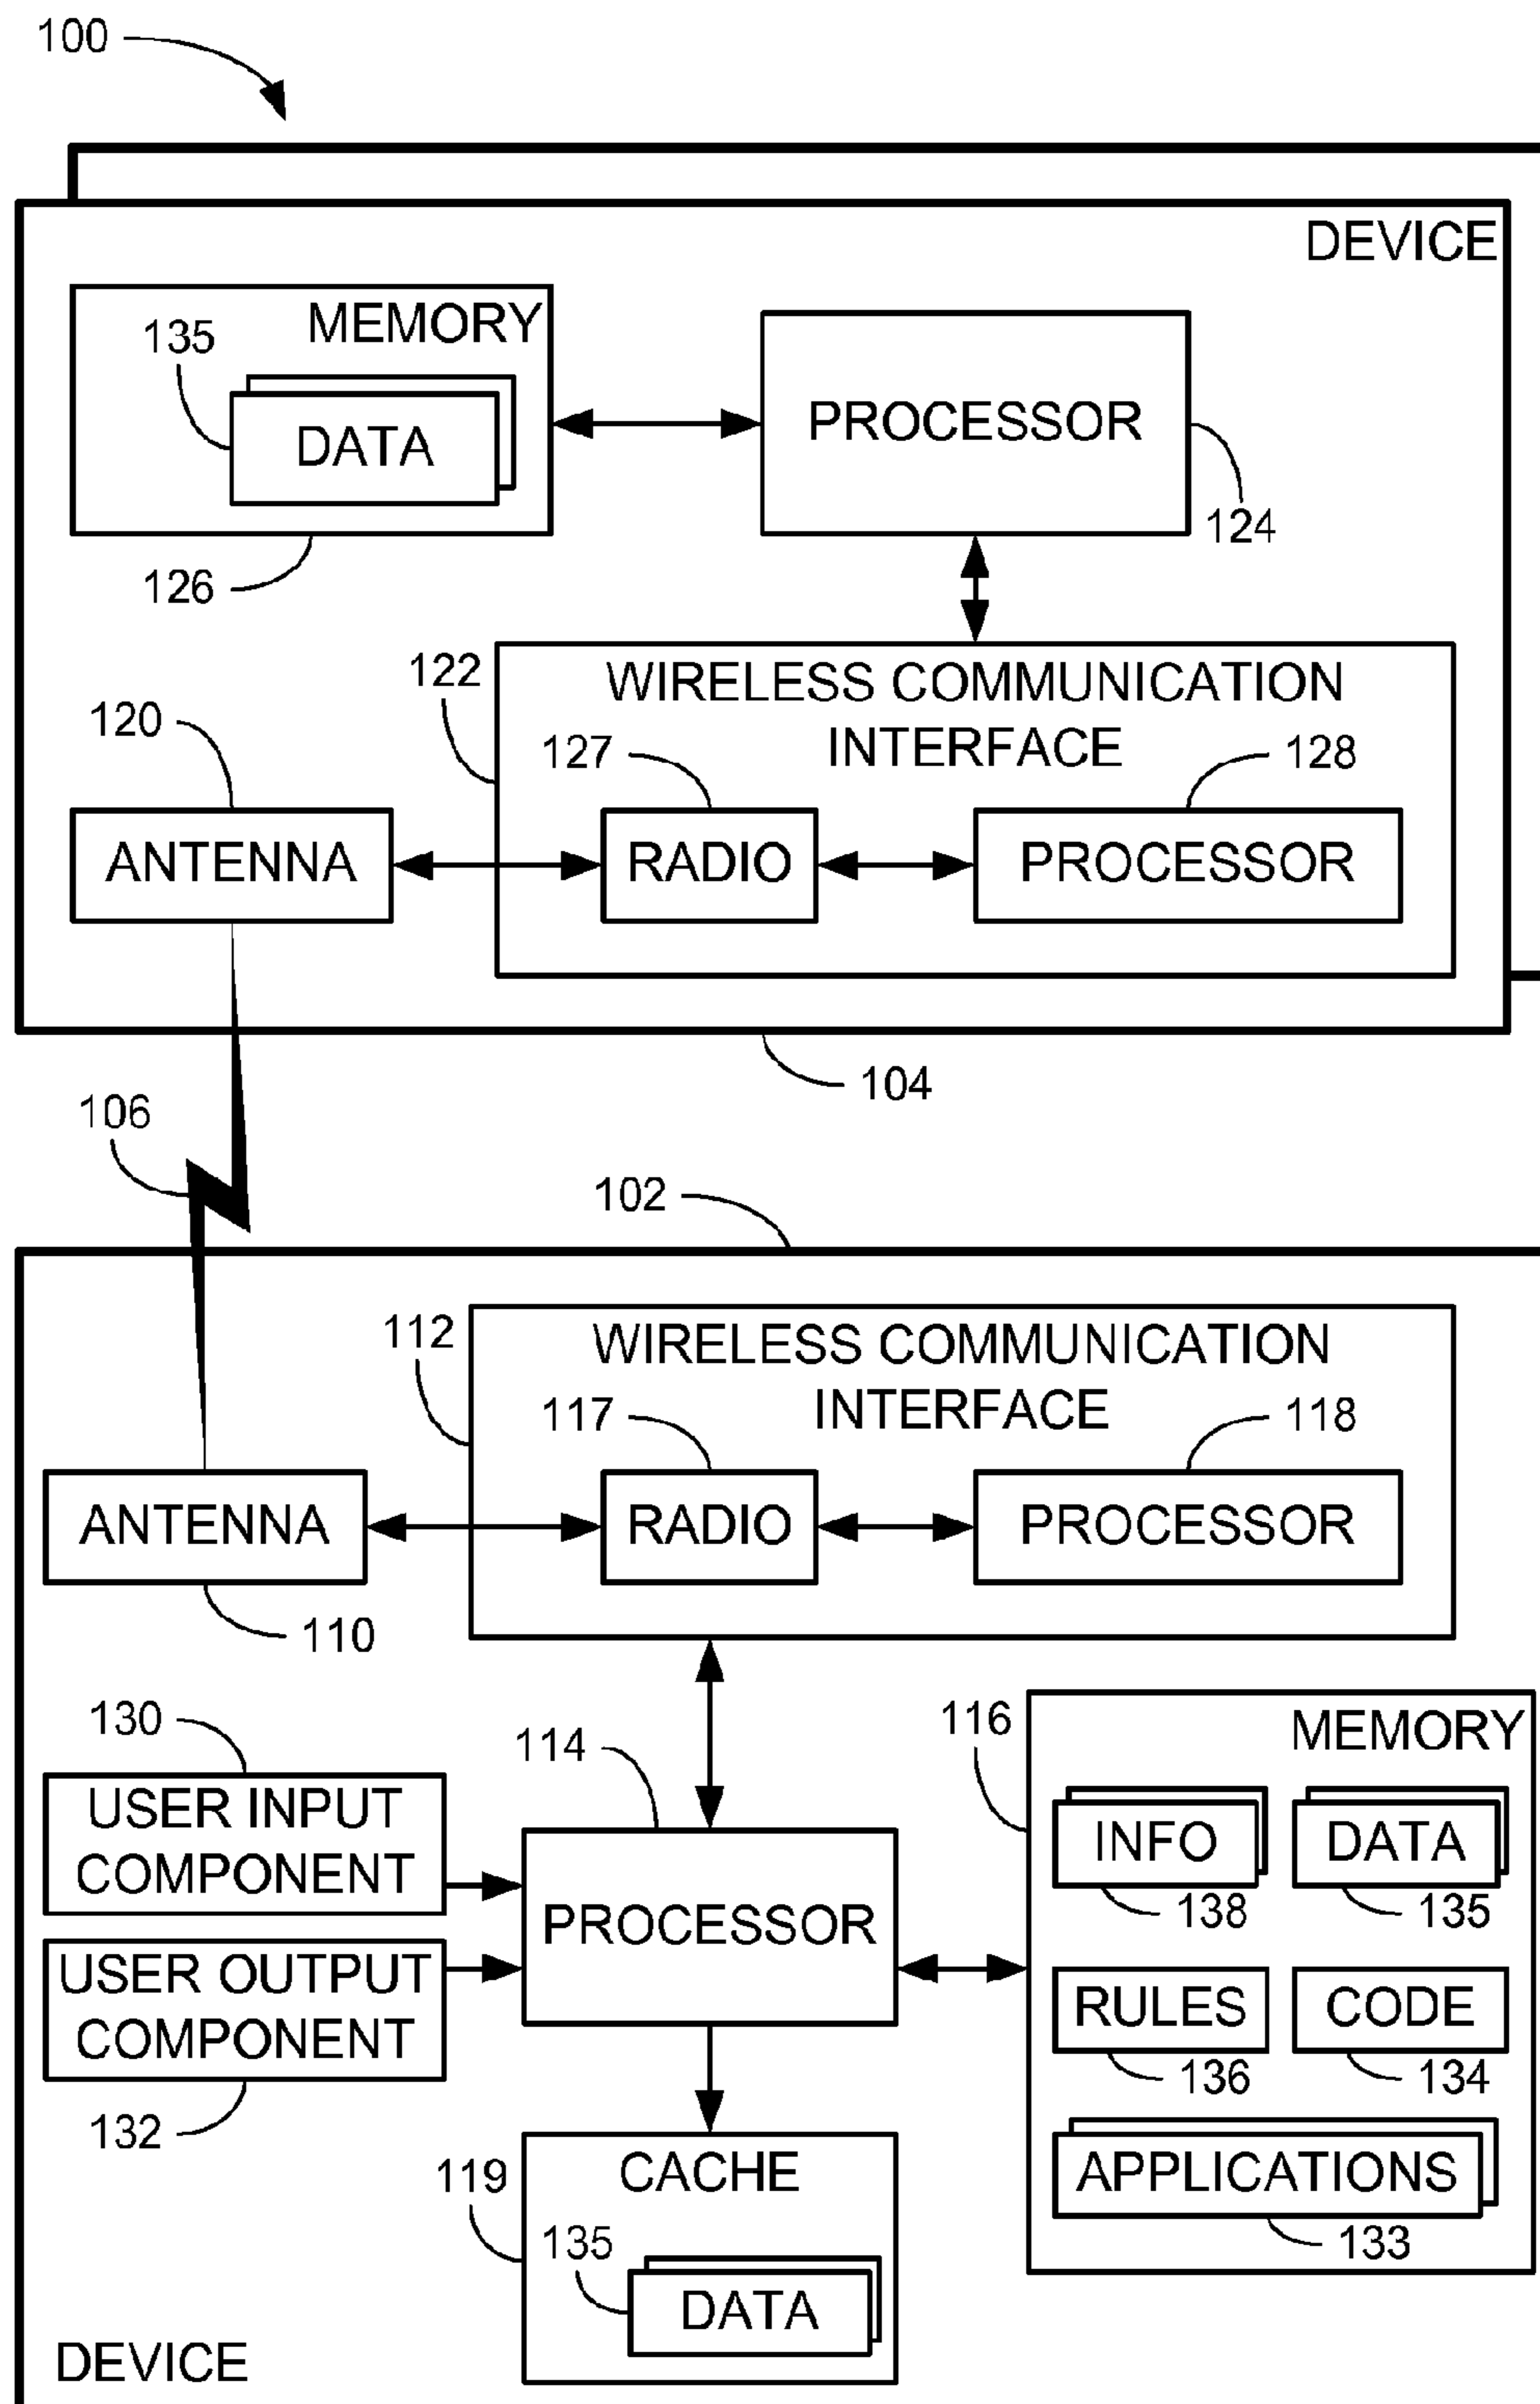 100
DEVICE
MEMORY
135
DATA
PROCESSOR
124
126
122
WIRELESS COMMUNICATION
INTERFACE
120
127
128
ANTENNA
RADIO
PROCESSOR
104
106
102
112
WIRELESS COMMUNICATION
INTERFACE
117
118
ANTENNA
RADIO
PROCESSOR
110
130
114
116
MEMORY
USER INPUT
COMPONENT
INFO
DATA
138
135
PROCESSOR
USER OUTPUT
COMPONENT
RULES
CODE
136
134
132
119
CACHE
APPLICATIONS
133
135
DATA
DEVICE